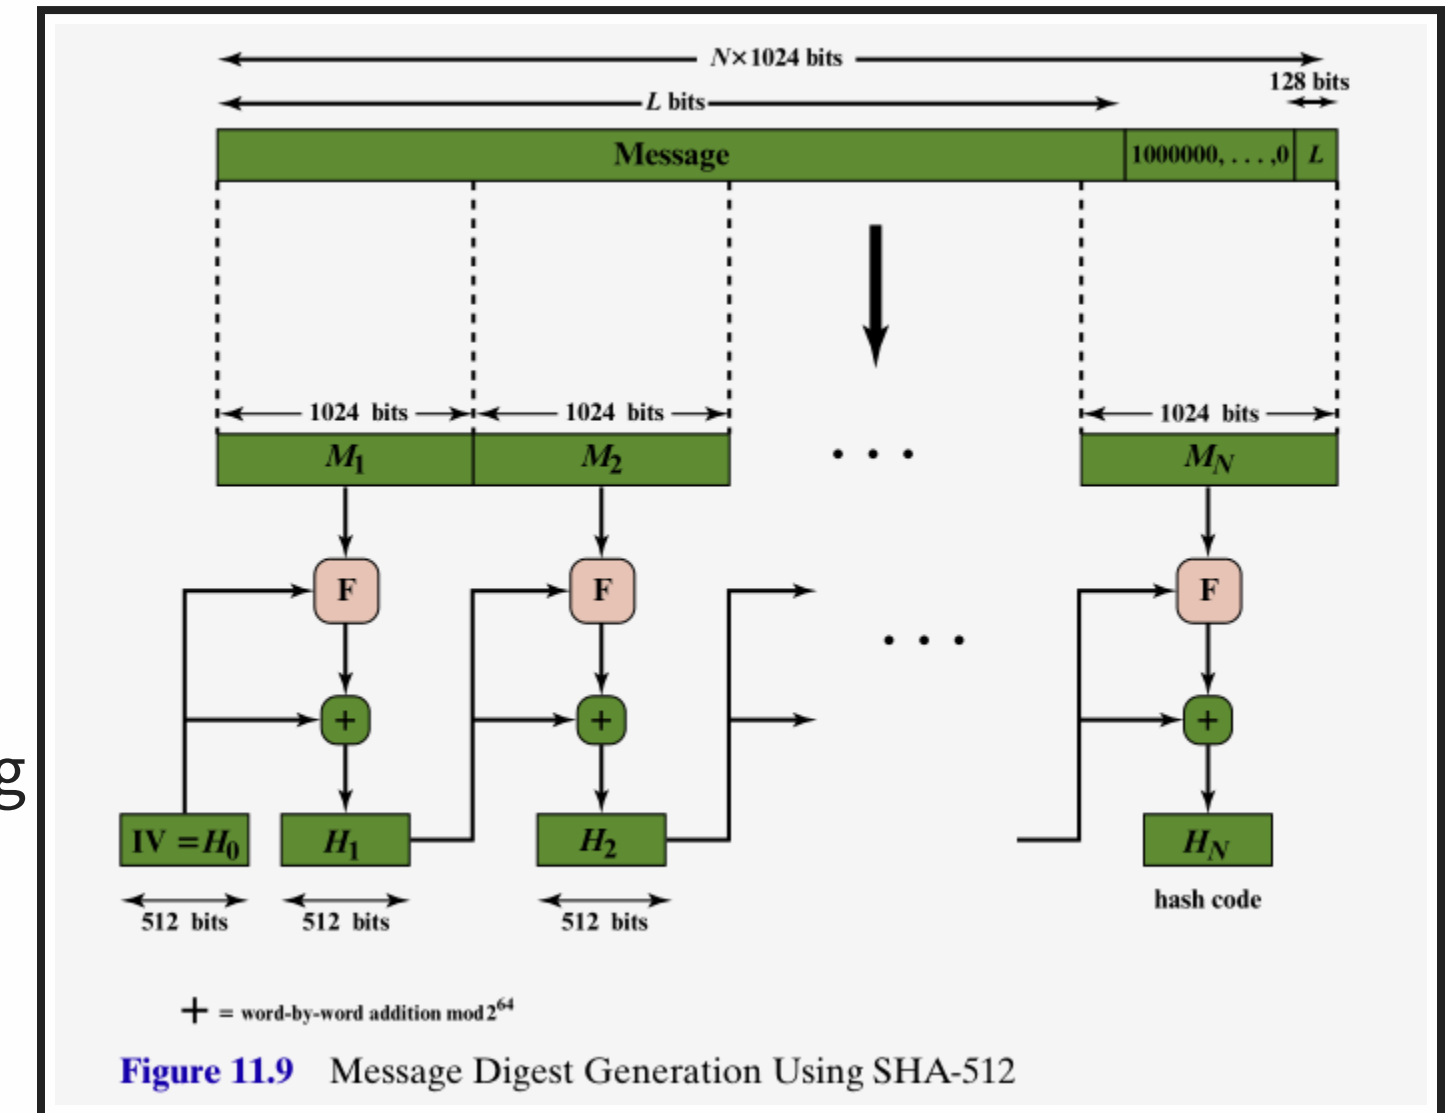 N×1024 bits
128 bits
L bits
Message
1000000, . . . ,0
L
1024 bits
1024 bits
1024 bits
M1
M2
. . .
MN
F
F
F
. . .
+
+
+
g
IV = H0
H1
H2
HN
512 bits
512 bits
512 bits
hash code
+ = word-by-word addition mod 2^64
Figure 11.9 Message Digest Generation Using SHA-512